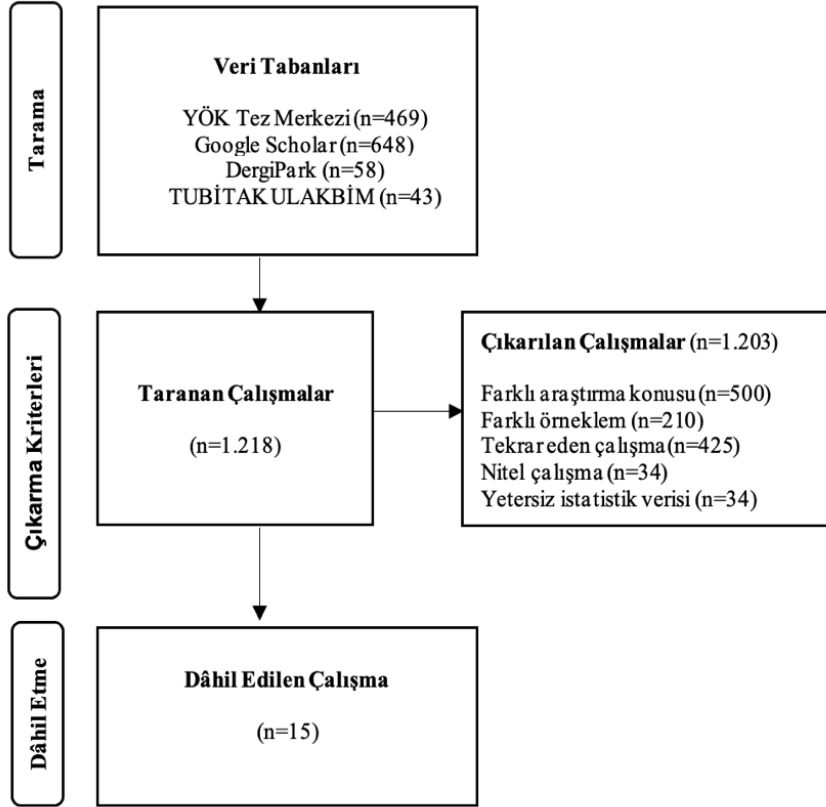 Tarama
Veri Tabanları
YÖK Tez Merkezi (n=469)
Google Scholar (n=648)
DergiPark (n=58)
TUBİTAK ULAKBİM (n=43)
Çıkarma Kriterleri
Taranan Çalışmalar
(n=1.218)
Çıkarılan Çalışmalar (n=1.203)
Farklı araştırma konusu (n=500)
Farklı örneklem (n=210)
Tekrar eden çalışma (n=425)
Nitel çalışma (n=34)
Yetersiz istatistik verisi (n=34)
Dâhil Etme
Dâhil Edilen Çalışma
(n=15)